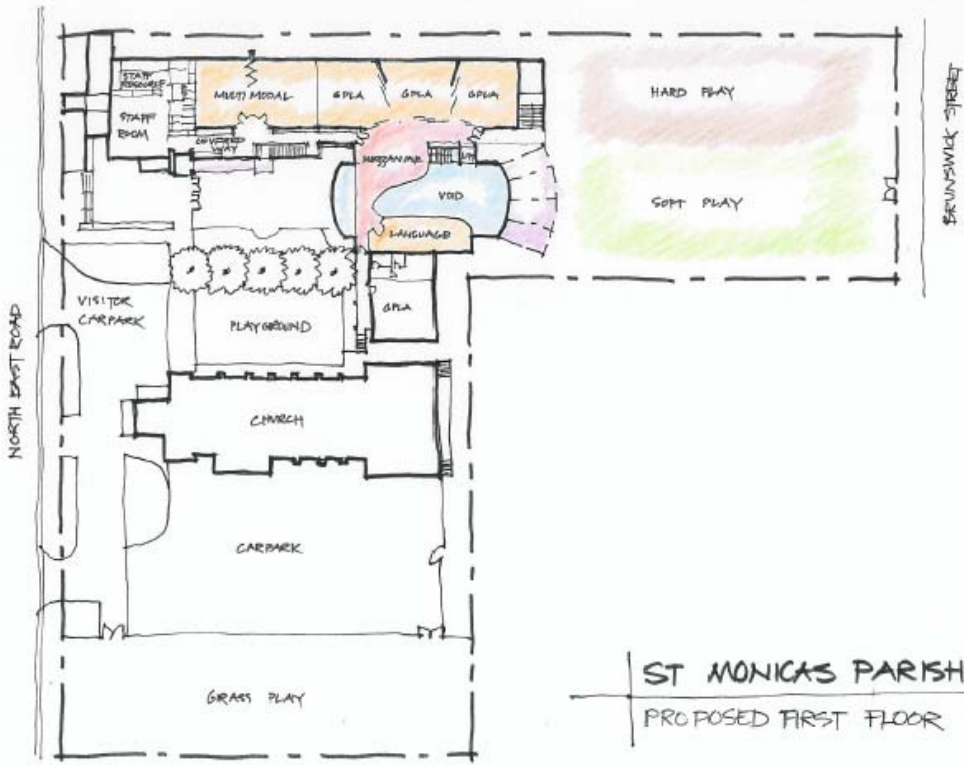 STAFF
RESOURCE
STAFF
ROOM
MULTI MODAL
GPLA
GPLA
GPLA
COVERED
WAY
MEZZANINE
VOID
LANGUAGE
GPLA
HARD PLAY
SOFT PLAY
BRUNSWICK STREET
VISITOR
CARPARK
PLAYGROUND
NORTH EAST ROAD
CHURCH
CARPARK
GRASS PLAY
ST MONICAS PARISH
PROPOSED FIRST FLOOR